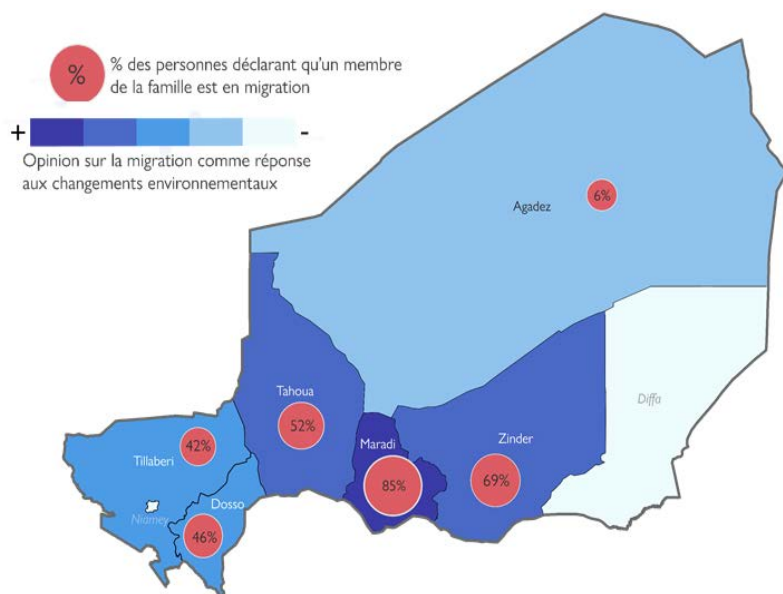 %
% des personnes déclarant qu'un membre
de la famille est en migration
+ -
Opinion sur la migration comme réponse
aux changements environnementaux
Agadez
6%
Diffa
Tahoua
52%
Zinder
69%
Maradi
85%
Tillaberi
42%
Niamey
Dosso
46%